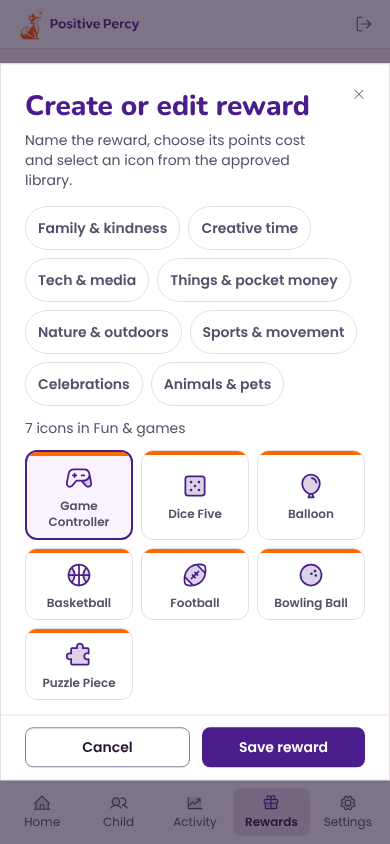 Positive Percy
Create or edit reward
Name the reward, choose its points cost
and select an icon from the approved
library.
Family & kindness
Creative time
Tech & media
Things & pocket money
Nature & outdoors
Sports & movement
Celebrations
Animals & pets
7 icons in Fun & games
Game
Controller
Dice Five
Balloon
Basketball
Football
Bowling Ball
Puzzle Piece
Cancel
Save reward
Home
Child
Activity
Rewards
Settings